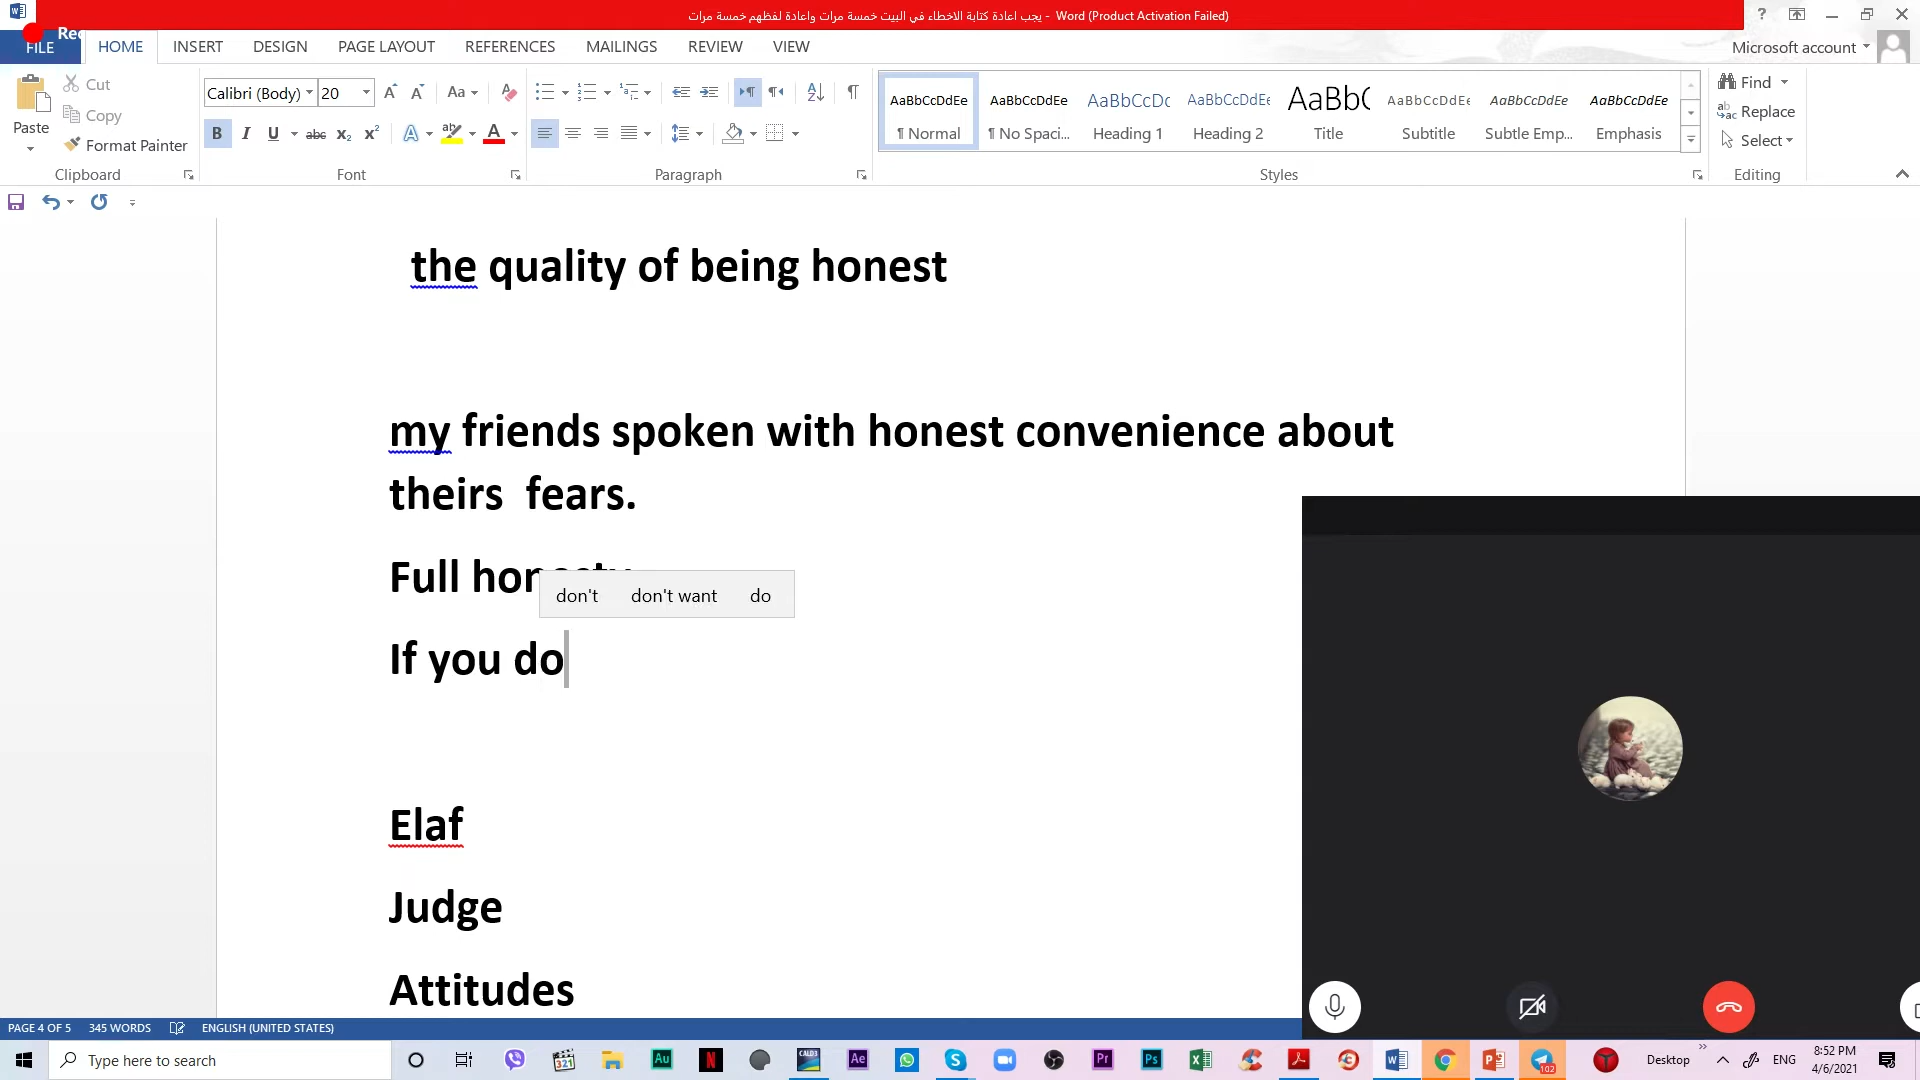 يجب اعادة كتابة الاخطاء في البيت خمسة مرات واعادة لفظهم خمسة مرات - Word (Product Activation Failed)
Rec
FILE HOME INSERT DESIGN PAGE LAYOUT REFERENCES MAILINGS REVIEW VIEW Microsoft account
Paste Cut Copy Format Painter
Clipboard
Calibri (Body) 20
Font
Paragraph
AaBbCcDdEe AaBbCcDdEe AaBbCcDc AaBbCcDdE AaBb( AaBbCcDdE AaBbCcDdEe AaBbCcDdEe
¶ Normal ¶ No Spaci... Heading 1 Heading 2 Title Subtitle Subtle Emp... Emphasis
Styles
Find
Replace
Select
Editing
the quality of being honest
my friends spoken with honest convenience about
theirs fears.
Full honesty
don't don't want do
If you do
Elaf
Judge
Attitudes
PAGE 4 OF 5 345 WORDS ENGLISH (UNITED STATES)
Type here to search
Desktop ENG 8:52 PM
4/6/2021